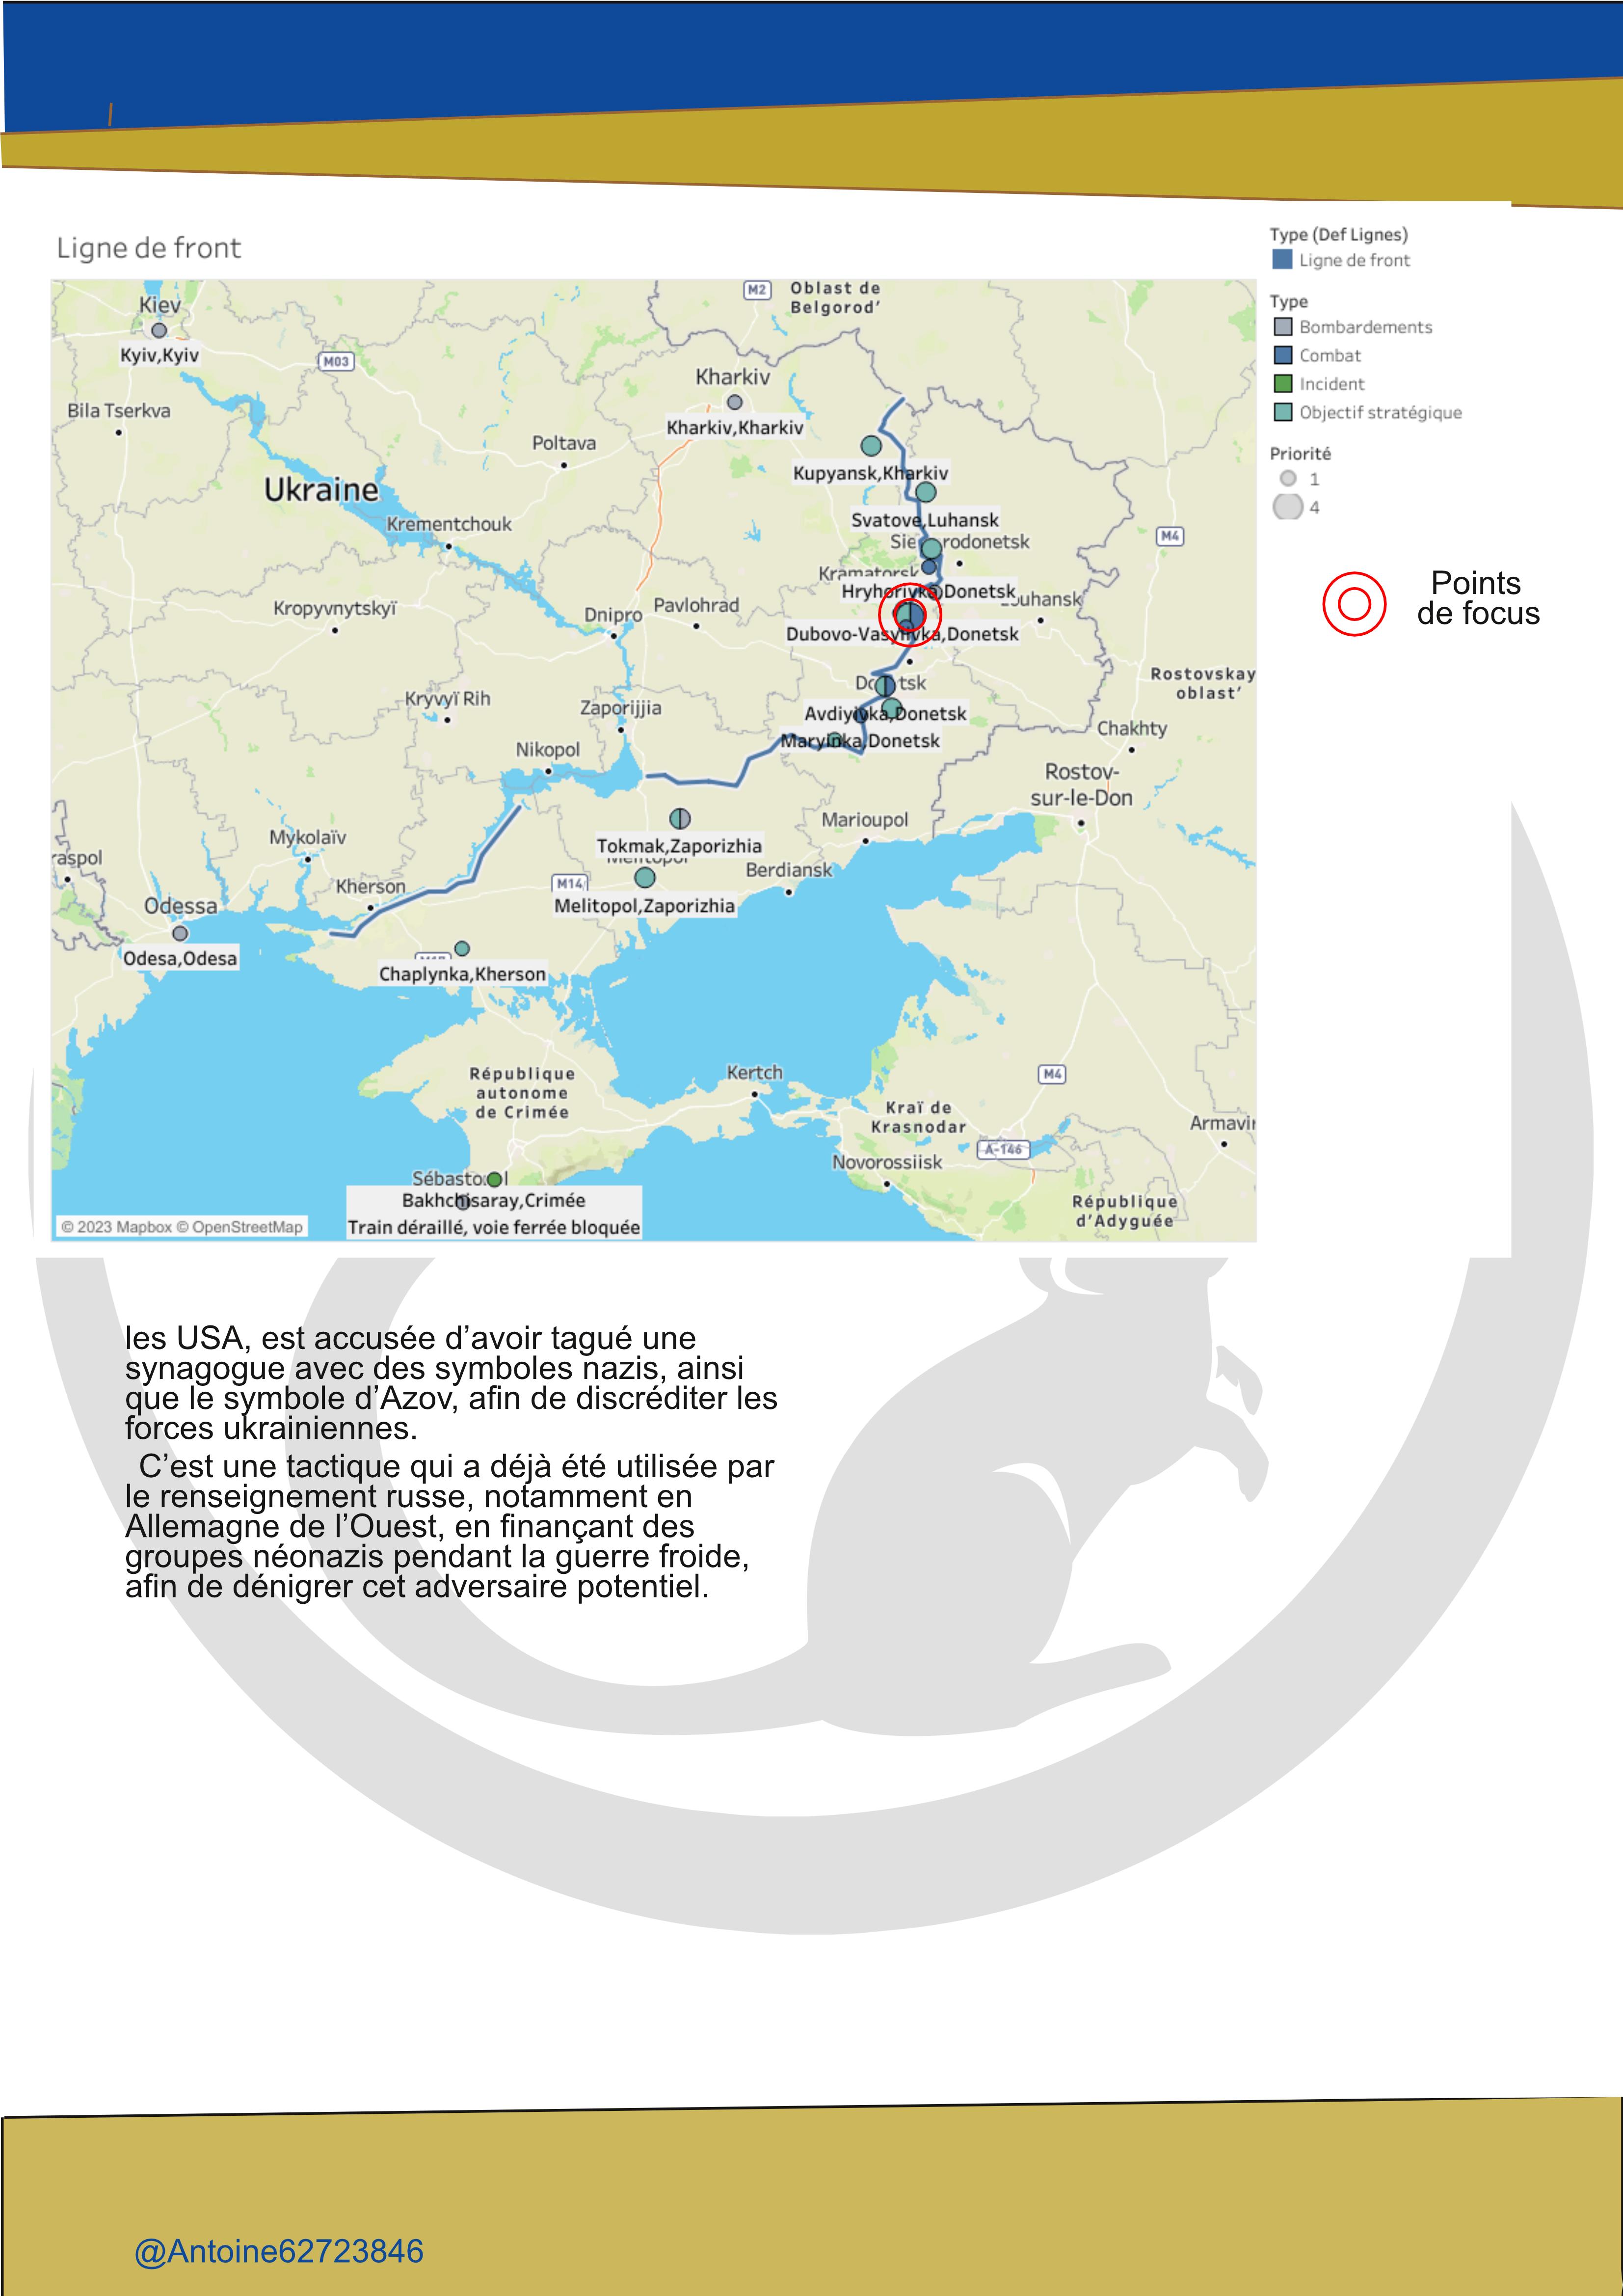 Ligne de front
Type (Def Lignes)
Ligne de front
Type
Bombardements
Combat
Incident
Objectif stratégique
Priorité
1
4
Points
de focus
M2
Oblast de
Belgorod'
Kiev
Kyiv,Kyiv
M03
Kharkiv
Kharkiv,Kharkiv
Bila Tserkva
Poltava
Kupyansk,Kharkiv
Ukraine
Svatove,Luhansk
Krementchouk
M4
Kramatorsk
Hryhorivka,Donetsk
Kropyvnytskyï
Dnipro
Pavlohrad
Dubovo-Vasylivka,Donetsk
Rostovskay
oblast'
Kryvyï Rih
Zaporijjia
Avdiyivka,Donetsk
Chakhty
Maryinka,Donetsk
Nikopol
Rostov-
sur-le-Don
Marioupol
Mykolaïv
Tokmak,Zaporizhia
raspol
Berdiansk
Kherson
M14
Melitopol,Zaporizhia
Odessa
Odesa,Odesa
Chaplynka,Kherson
République
autonome
de Crimée
Kertch
M4
Kraï de
Krasnodar
Armavir
A-146
Novorossiisk
Bakhchisaray,Crimée
Train déraillé, voie ferrée bloquée
République
d'Adyguée
© 2023 Mapbox © OpenStreetMap
les USA, est accusée d'avoir tagué une
synagogue avec des symboles nazis, ainsi
que le symbole d'Azov, afin de discréditer les
forces ukrainiennes.
C'est une tactique qui a déjà été utilisée par
le renseignement russe, notamment en
Allemagne de l'Ouest, en finançant des
groupes néonazis pendant la guerre froide,
afin de dénigrer cet adversaire potentiel.
@Antoine62723846